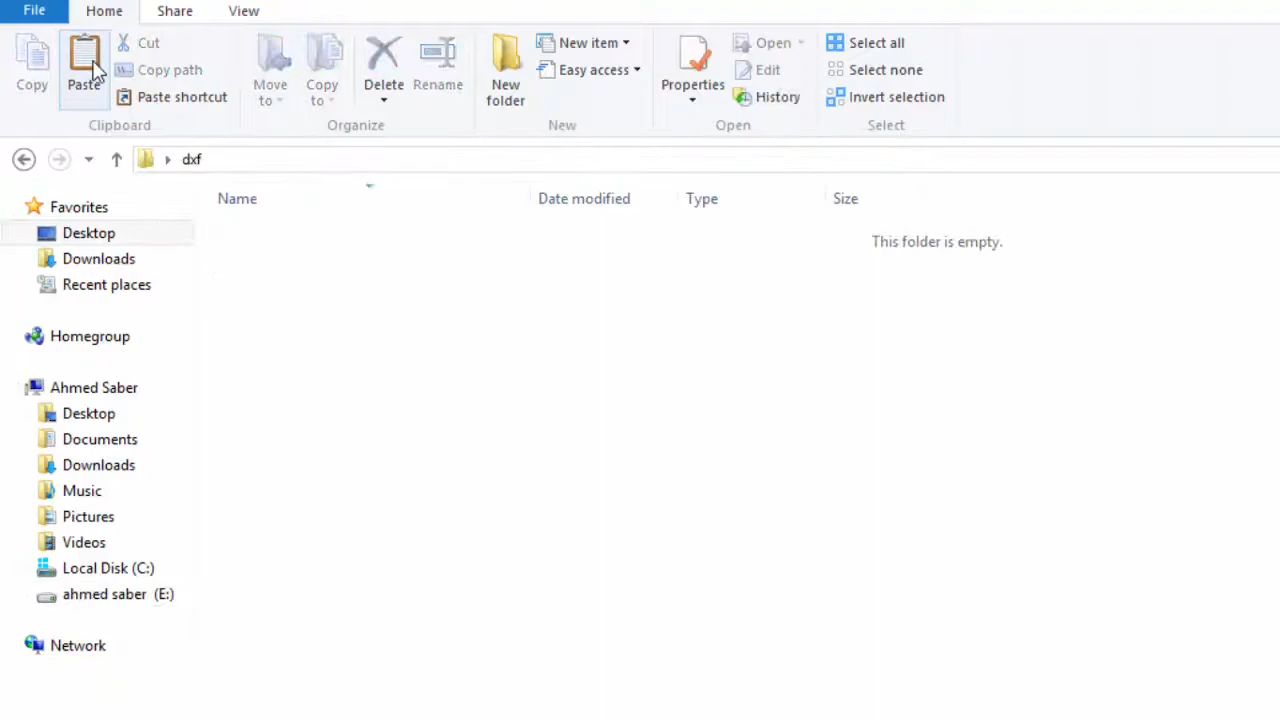 File Home Share View
Copy
Paste
Cut
Copy path
Paste shortcut
Clipboard
Move to
Copy to
Delete
Rename
Organize
New folder
New item
Easy access
New
Properties
Open
Edit
History
Open
Select all
Select none
Invert selection
Select
dxf
Name Date modified Type Size
This folder is empty.
Favorites
Desktop
Downloads
Recent places
Homegroup
Ahmed Saber
Desktop
Documents
Downloads
Music
Pictures
Videos
Local Disk (C:)
ahmed saber (E:)
Network